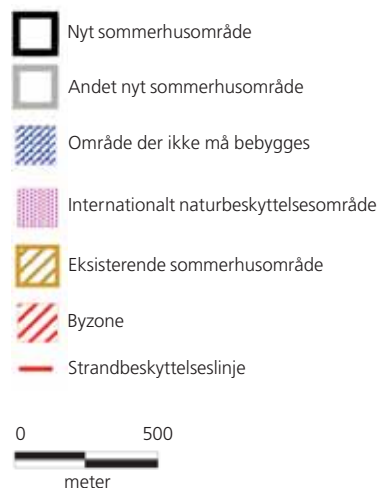 Nyt sommerhusområde
Andet nyt sommerhusområde
Område der ikke må bebygges
Internationalt naturbeskyttelsesområde
Eksisterende sommerhusområde
Byzone
Strandbeskyttelseslinje
0 500
meter